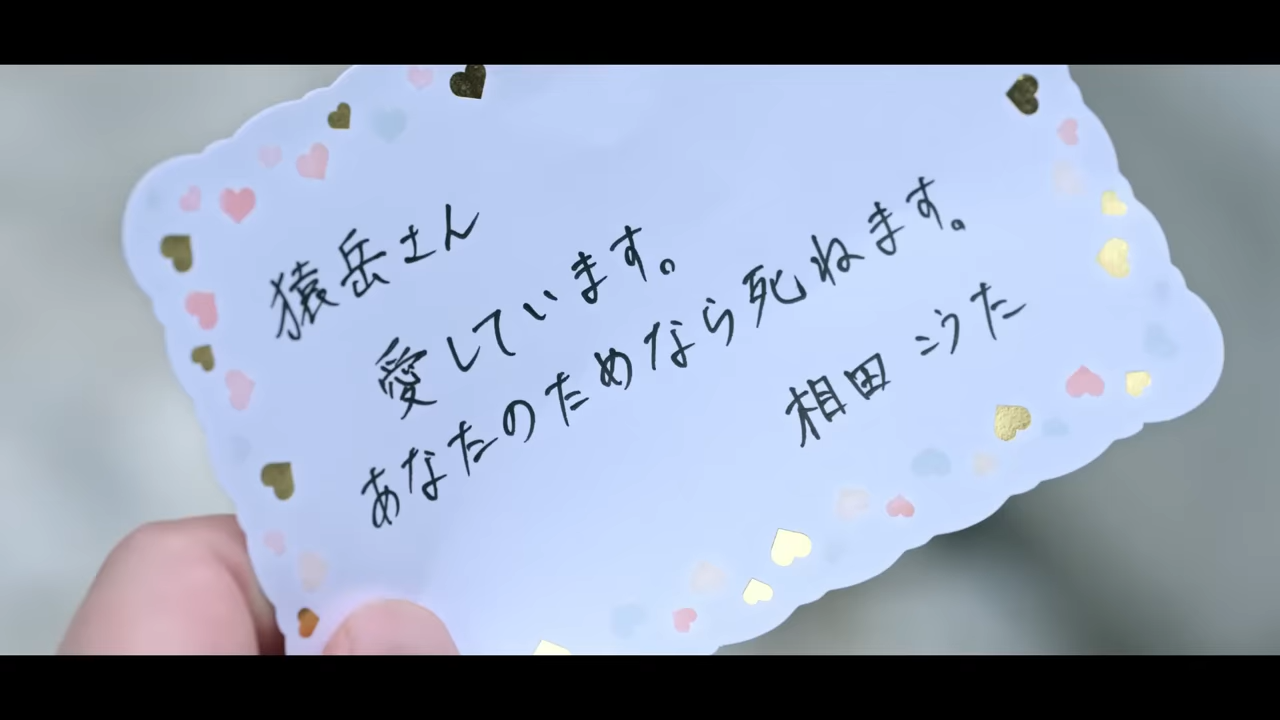 猿岳さん
愛しています。
あなたのためなら死ねます。
相田こうた